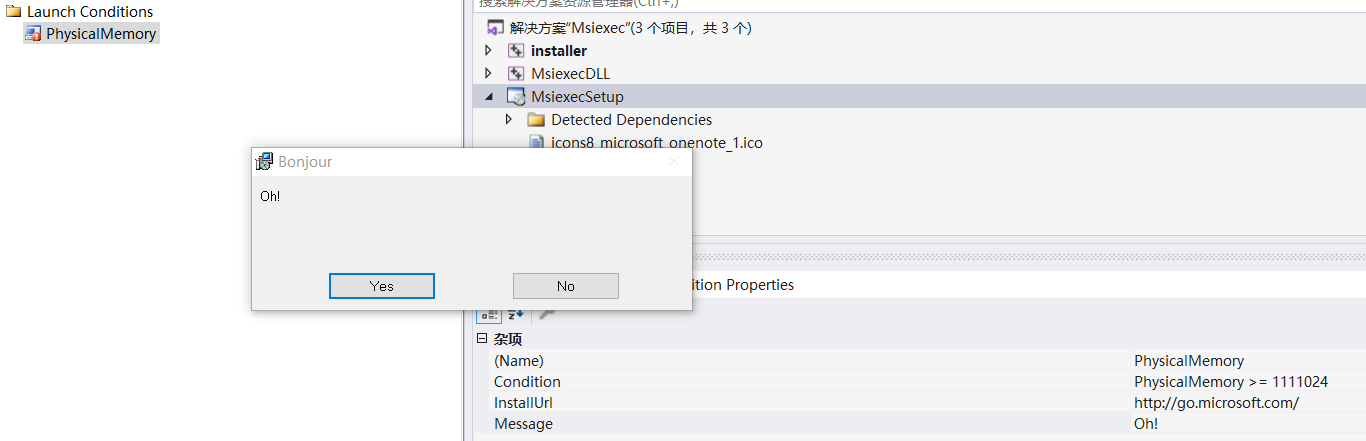 Launch Conditions
PhysicalMemory
搜索解决方案资源管理器(Ctrl+;)
解决方案“Msiexec”(3 个项目，共 3 个)
installer
MsiexecDLL
MsiexecSetup
Detected Dependencies
icons8_microsoft_onenote_1.ico
Bonjour
Oh!
Yes
No
Properties
杂项
(Name) PhysicalMemory
Condition PhysicalMemory >= 1111024
InstallUrl http://go.microsoft.com/
Message Oh!